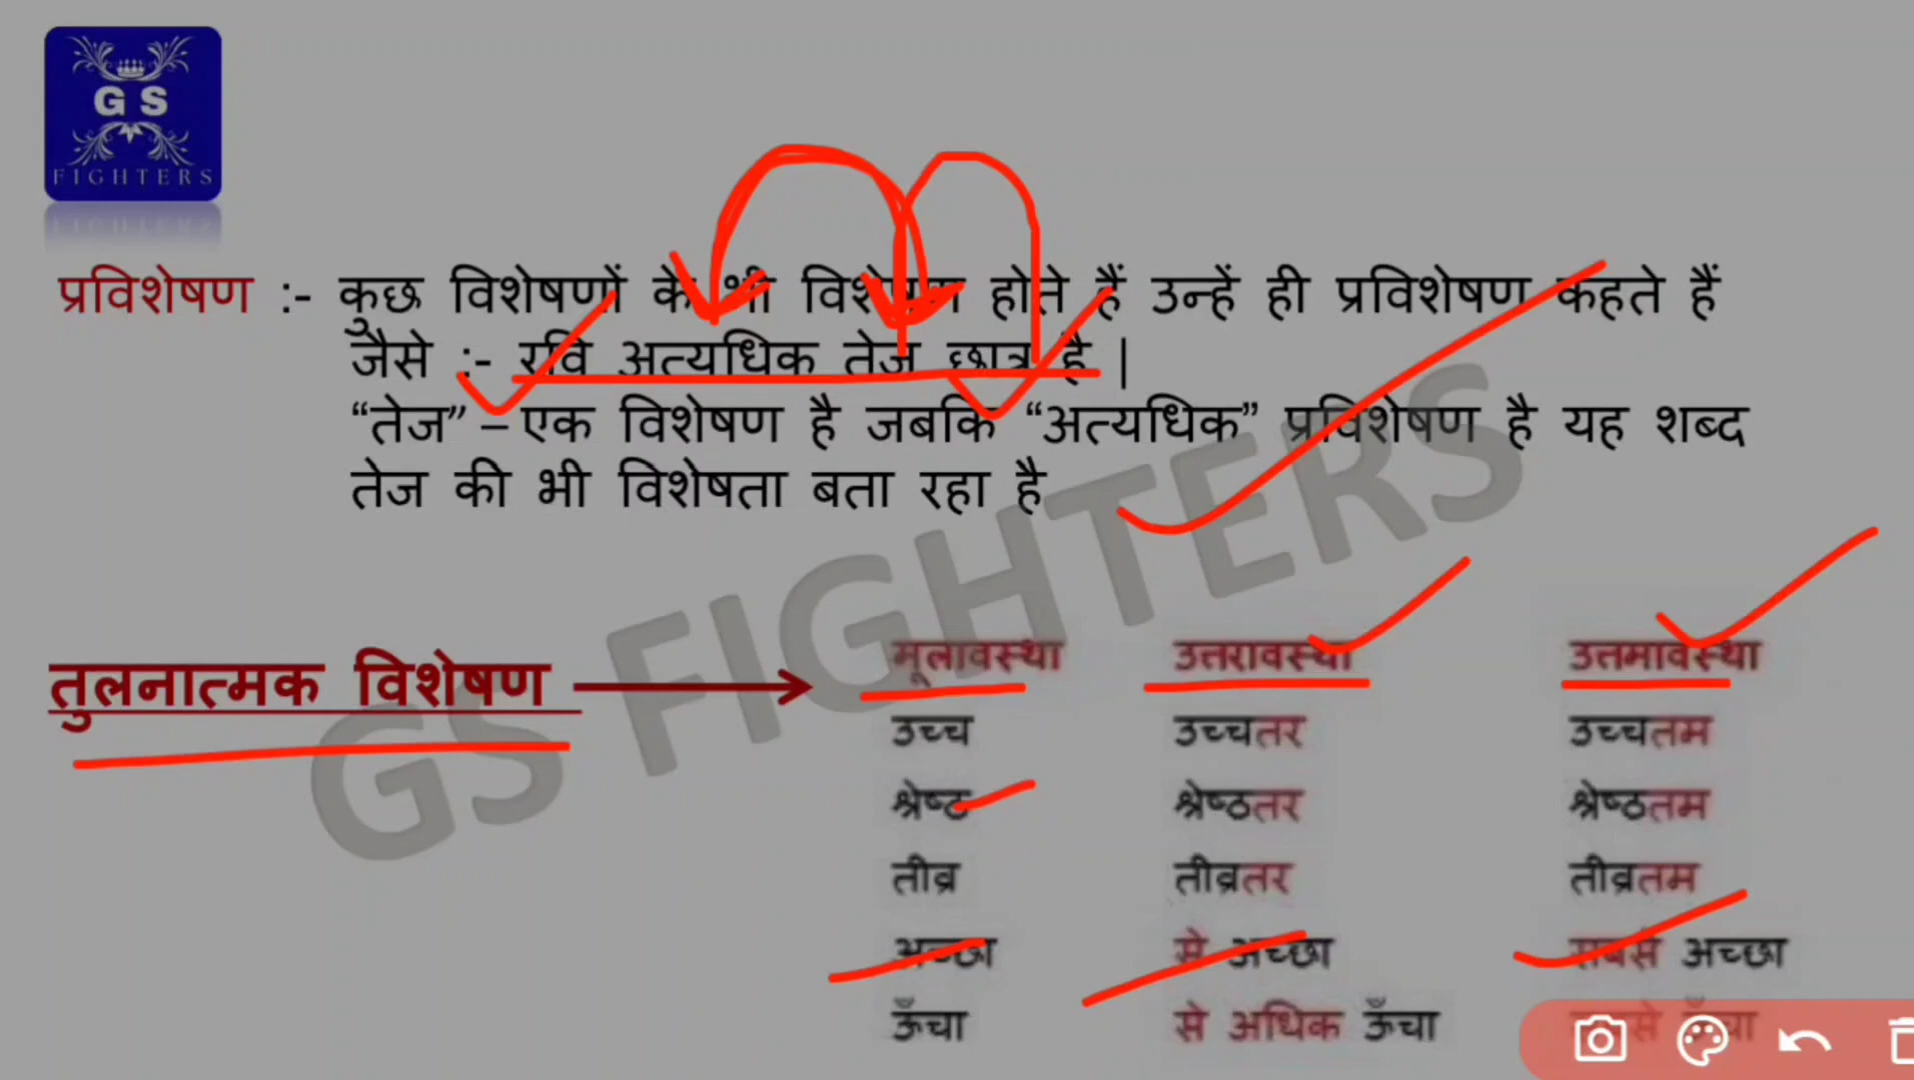 G S
FIGHTERS
प्रविशेषण :- कुछ विशेषणों के भी विशेषण होते हैं उन्हें ही प्रविशेषण कहते हैं
जैसे :- रवि अत्यधिक तेज छात्र है |
“तेज” – एक विशेषण है जबकि “अत्यधिक” प्रविशेषण है यह शब्द
तेज की भी विशेषता बता रहा है
GS FIGHTERS
तुलनात्मक विशेषण
मूलावस्था उत्तरावस्था उत्तमावस्था
उच्च उच्चतर उच्चतम
श्रेष्ठ श्रेष्ठतर श्रेष्ठतम
तीव्र तीव्रतर तीव्रतम
अच्छा से अच्छा सबसे अच्छा
ऊँचा से अधिक ऊँचा